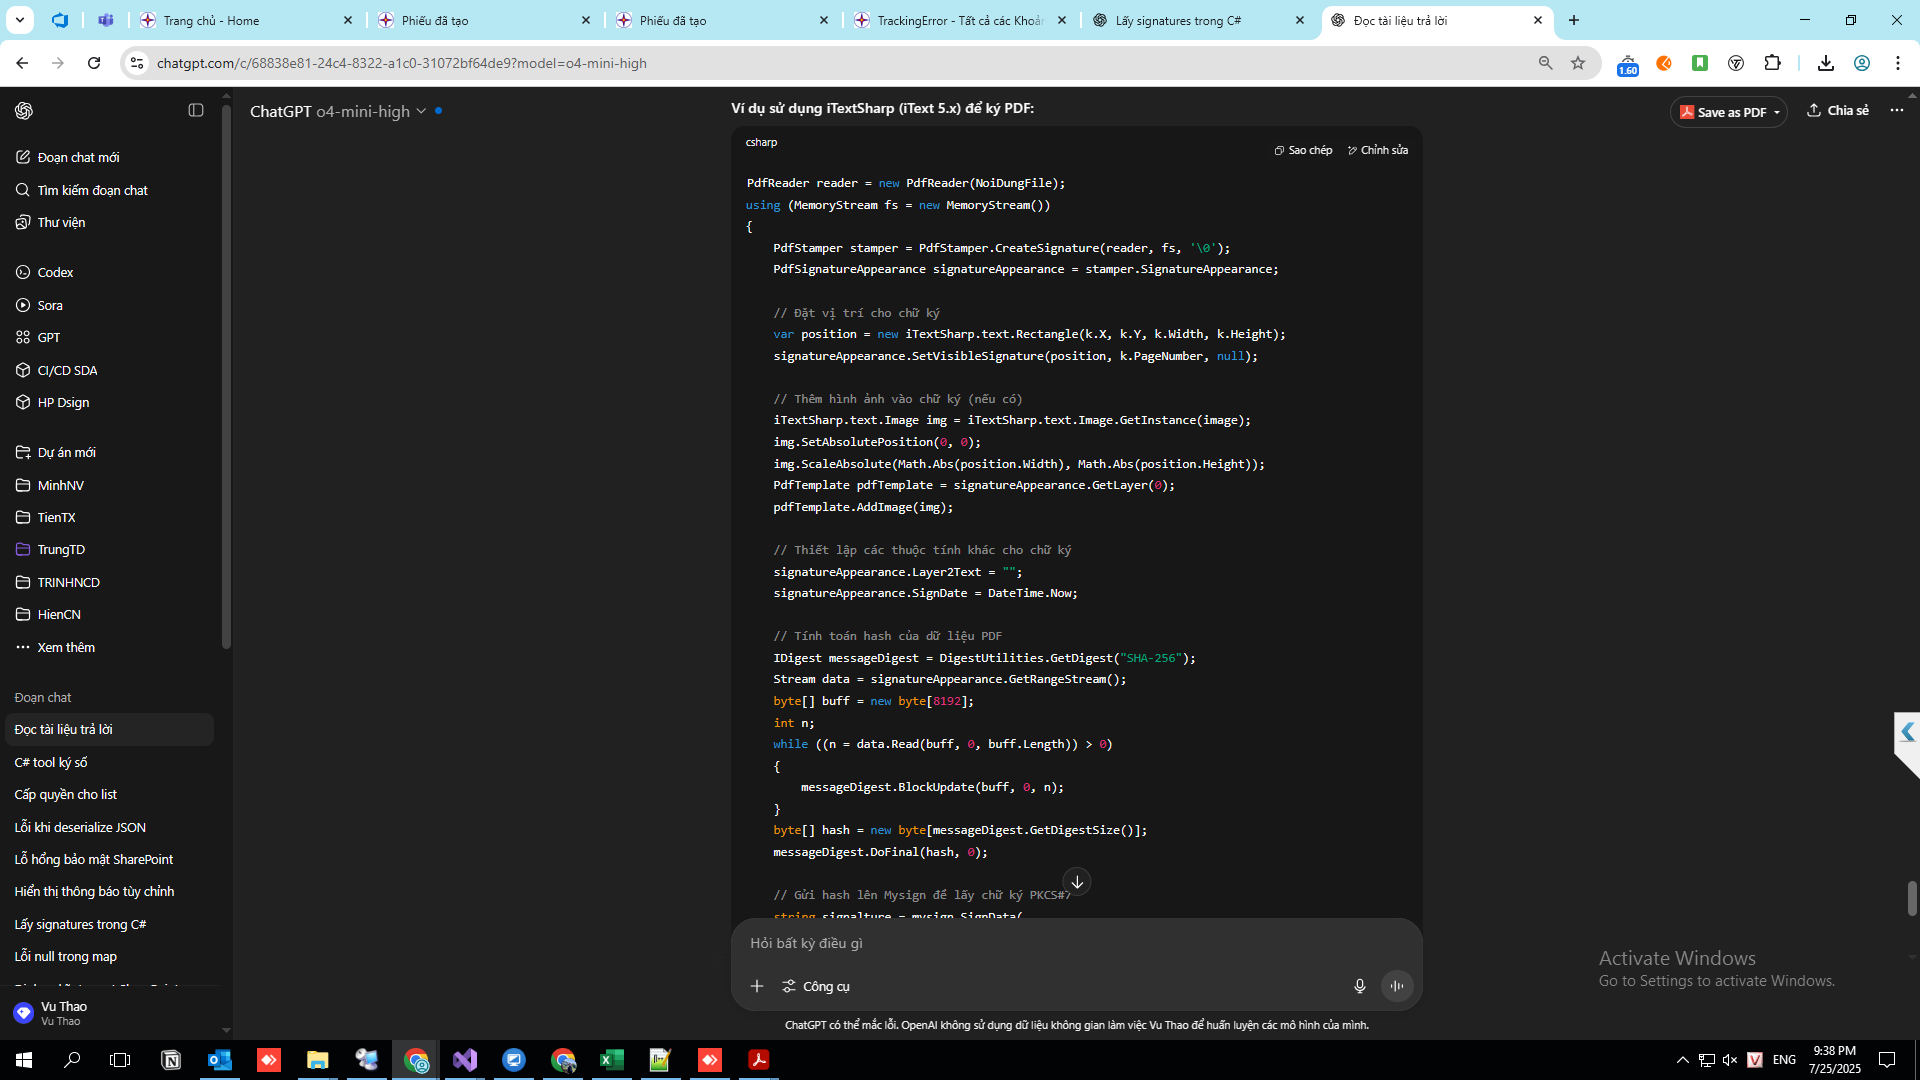 Trang chủ - Home
Phiếu đã tạo
Phiếu đã tạo
TrackingError - Tất cả các Khoản
Lấy signatures trong C#
Đọc tài liệu trả lời
chatgpt.com/c/68838e81-24c4-8322-a1c0-31072bf64de9?model=o4-mini-high
1.60
ChatGPT o4-mini-high
Save as PDF
Chia sẻ
Đoạn chat mới
Tìm kiếm đoạn chat
Thư viện
Codex
Sora
GPT
CI/CD SDA
HP Dsign
Dự án mới
MinhNV
TienTX
TrungTD
TRINHNCD
HienCN
Xem thêm
Đoạn chat
Đọc tài liệu trả lời
C# tool ký số
Cấp quyền cho list
Lỗi khi deserialize JSON
Lỗ hổng bảo mật SharePoint
Hiển thị thông báo tùy chỉnh
Lấy signatures trong C#
Lỗi null trong map
Vu Thao
Vu Thao
Ví dụ sử dụng iTextSharp (iText 5.x) để ký PDF:
csharp
Sao chép
Chỉnh sửa
PdfReader reader = new PdfReader(NoiDungFile);
using (MemoryStream fs = new MemoryStream())
{
PdfStamper stamper = PdfStamper.CreateSignature(reader, fs, '\0');
PdfSignatureAppearance signatureAppearance = stamper.SignatureAppearance;
// Đặt vị trí cho chữ ký
var position = new iTextSharp.text.Rectangle(k.X, k.Y, k.Width, k.Height);
signatureAppearance.SetVisibleSignature(position, k.PageNumber, null);
// Thêm hình ảnh vào chữ ký (nếu có)
iTextSharp.text.Image img = iTextSharp.text.Image.GetInstance(image);
img.SetAbsolutePosition(0, 0);
img.ScaleAbsolute(Math.Abs(position.Width), Math.Abs(position.Height));
PdfTemplate pdfTemplate = signatureAppearance.GetLayer(0);
pdfTemplate.AddImage(img);
// Thiết lập các thuộc tính khác cho chữ ký
signatureAppearance.Layer2Text = "";
signatureAppearance.SignDate = DateTime.Now;
// Tính toán hash của dữ liệu PDF
IDigest messageDigest = DigestUtilities.GetDigest("SHA-256");
Stream data = signatureAppearance.GetRangeStream();
byte[] buff = new byte[8192];
int n;
while ((n = data.Read(buff, 0, buff.Length)) > 0)
{
messageDigest.BlockUpdate(buff, 0, n);
}
byte[] hash = new byte[messageDigest.GetDigestSize()];
messageDigest.DoFinal(hash, 0);
// Gửi hash lên Mysign để lấy chữ ký PKCS#7
string signalture = mysign.SignData(
Hỏi bất kỳ điều gì
Công cụ
ChatGPT có thể mắc lỗi. OpenAI không sử dụng dữ liệu không gian làm việc Vu Thao để huấn luyện các mô hình của mình.
Activate Windows
Go to Settings to activate Windows.
ENG
9:38 PM
7/25/2025